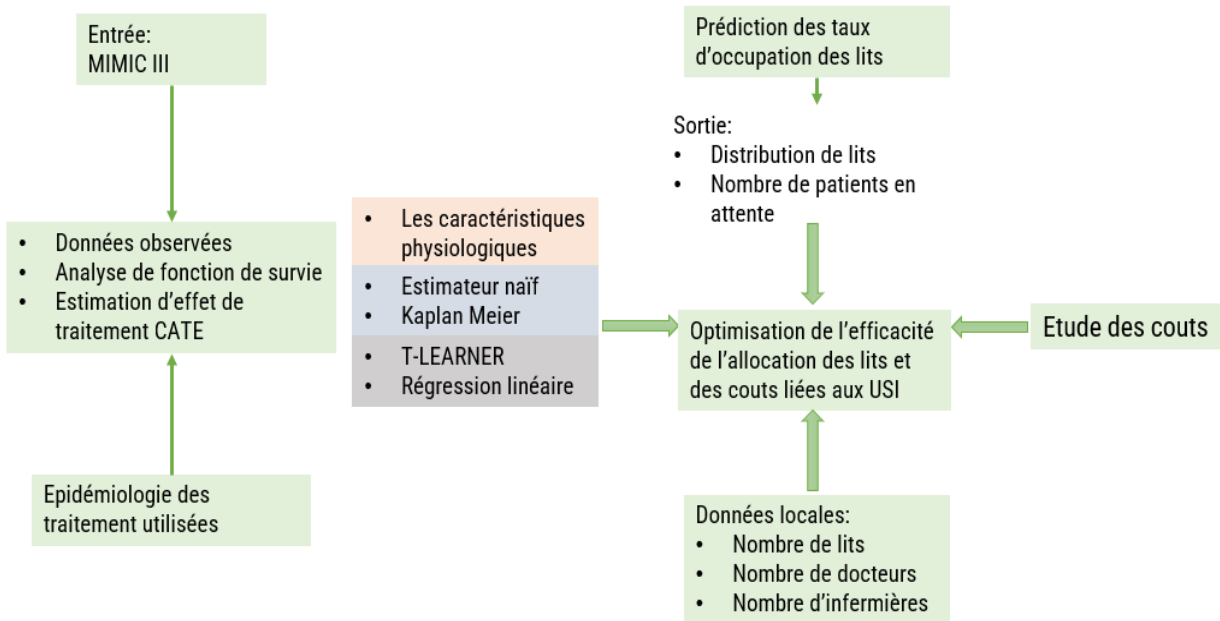 Entrée:
MIMIC III
• Données observées
• Analyse de fonction de survie
• Estimation d'effet de
traitement CATE
Epidémiologie des
traitement utilisées
• Les caractéristiques
physiologiques
• Estimateur naïf
• Kaplan Meier
• T-LEARNER
• Régression linéaire
Prédiction des taux
d'occupation des lits
Sortie:
• Distribution de lits
• Nombre de patients en
attente
Optimisation de l'efficacité
de l'allocation des lits et
des couts liées aux USI
Etude des couts
Données locales:
• Nombre de lits
• Nombre de docteurs
• Nombre d'infermières